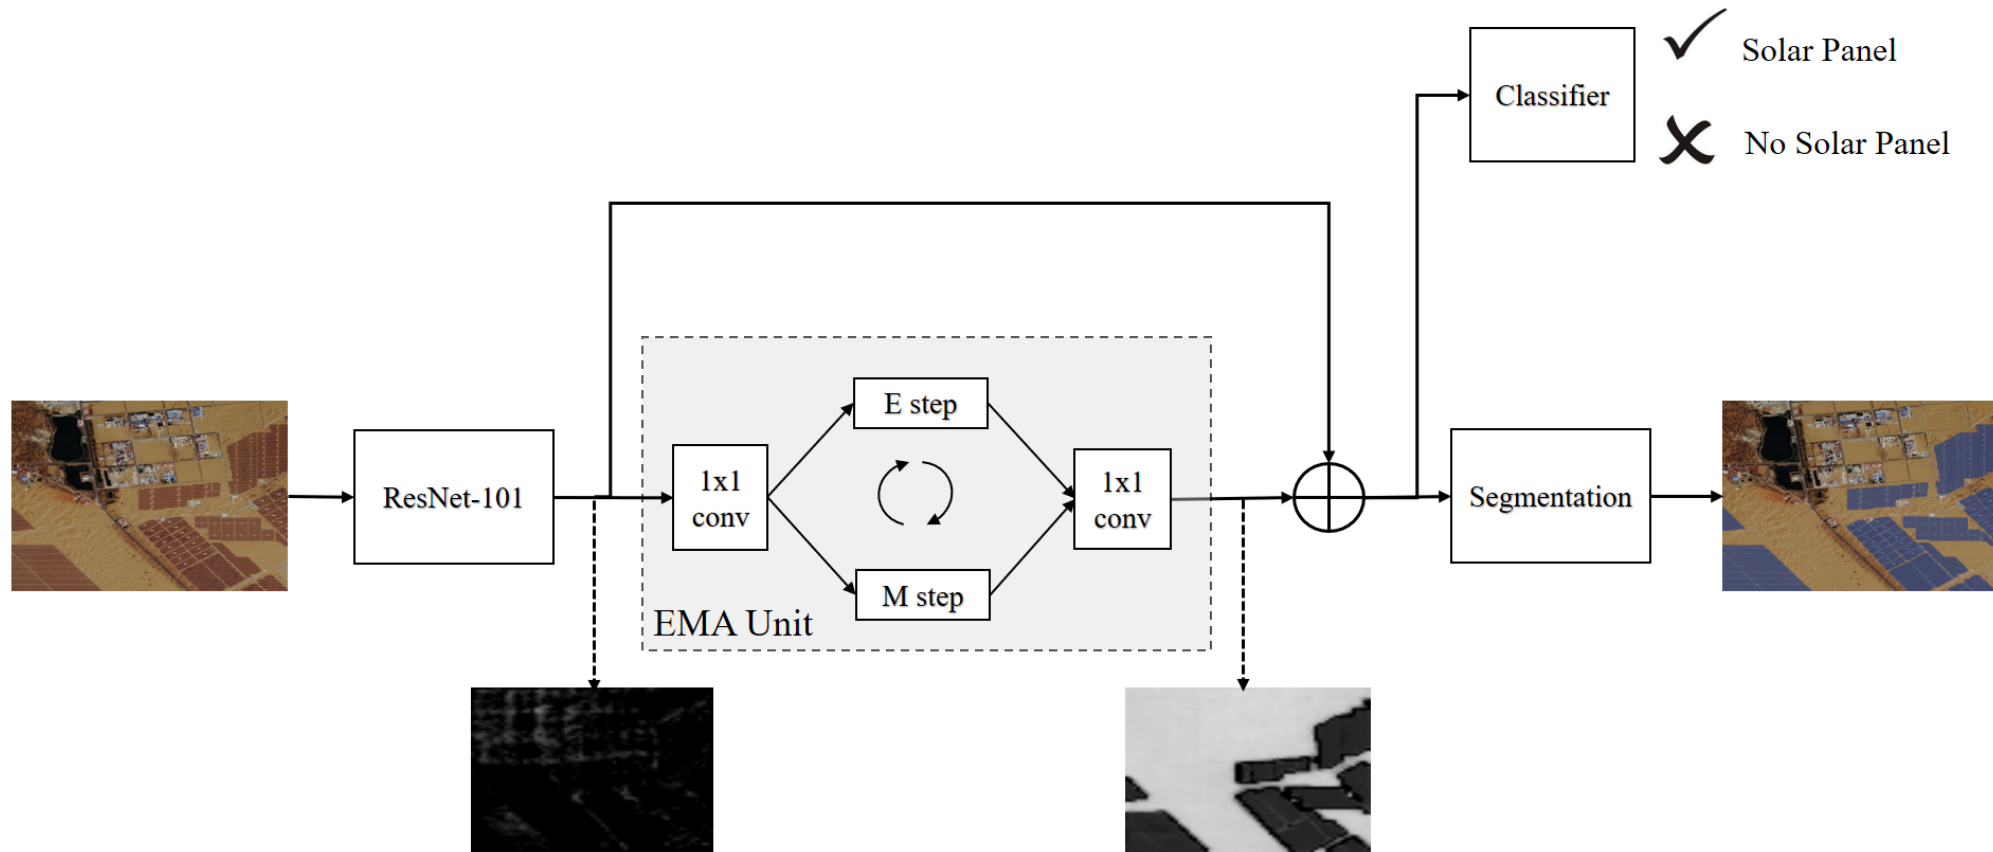 Solar Panel
Classifier
No Solar Panel
E step
ResNet-101
1x1
conv
1x1
conv
Segmentation
M step
EMA Unit